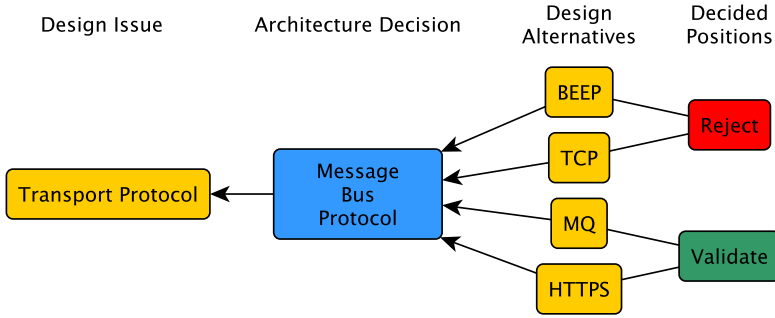 Design Issue
Architecture Decision
Design
Alternatives
Decided
Positions
BEEP
Reject
TCP
Transport Protocol
Message
Bus
Protocol
MQ
Validate
HTTPS